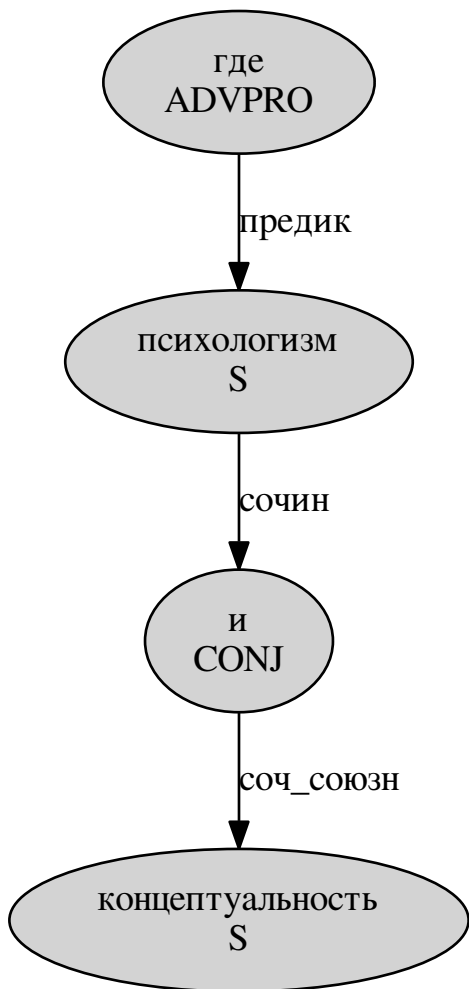 где
ADVPRO
предик
психологизм
S
сочин
и
CONJ
соч_союзн
концептуальность
S